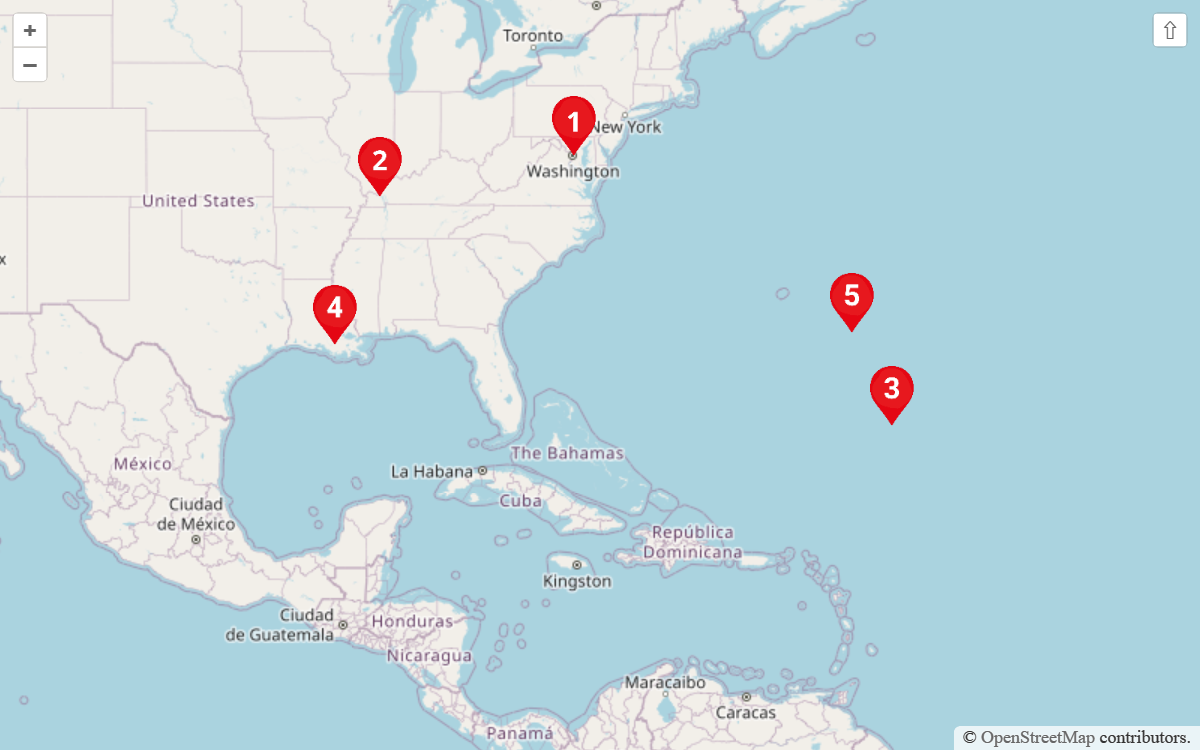 +
−
⇧
Toronto
1
New York
Washington
2
United States
x
4
5
3
The Bahamas
La Habana
Cuba
México
Ciudad
de México
República
Dominicana
Kingston
Ciudad
de Guatemala
Honduras
Nicaragua
Maracaibo
Caracas
Panamá
© OpenStreetMap contributors.